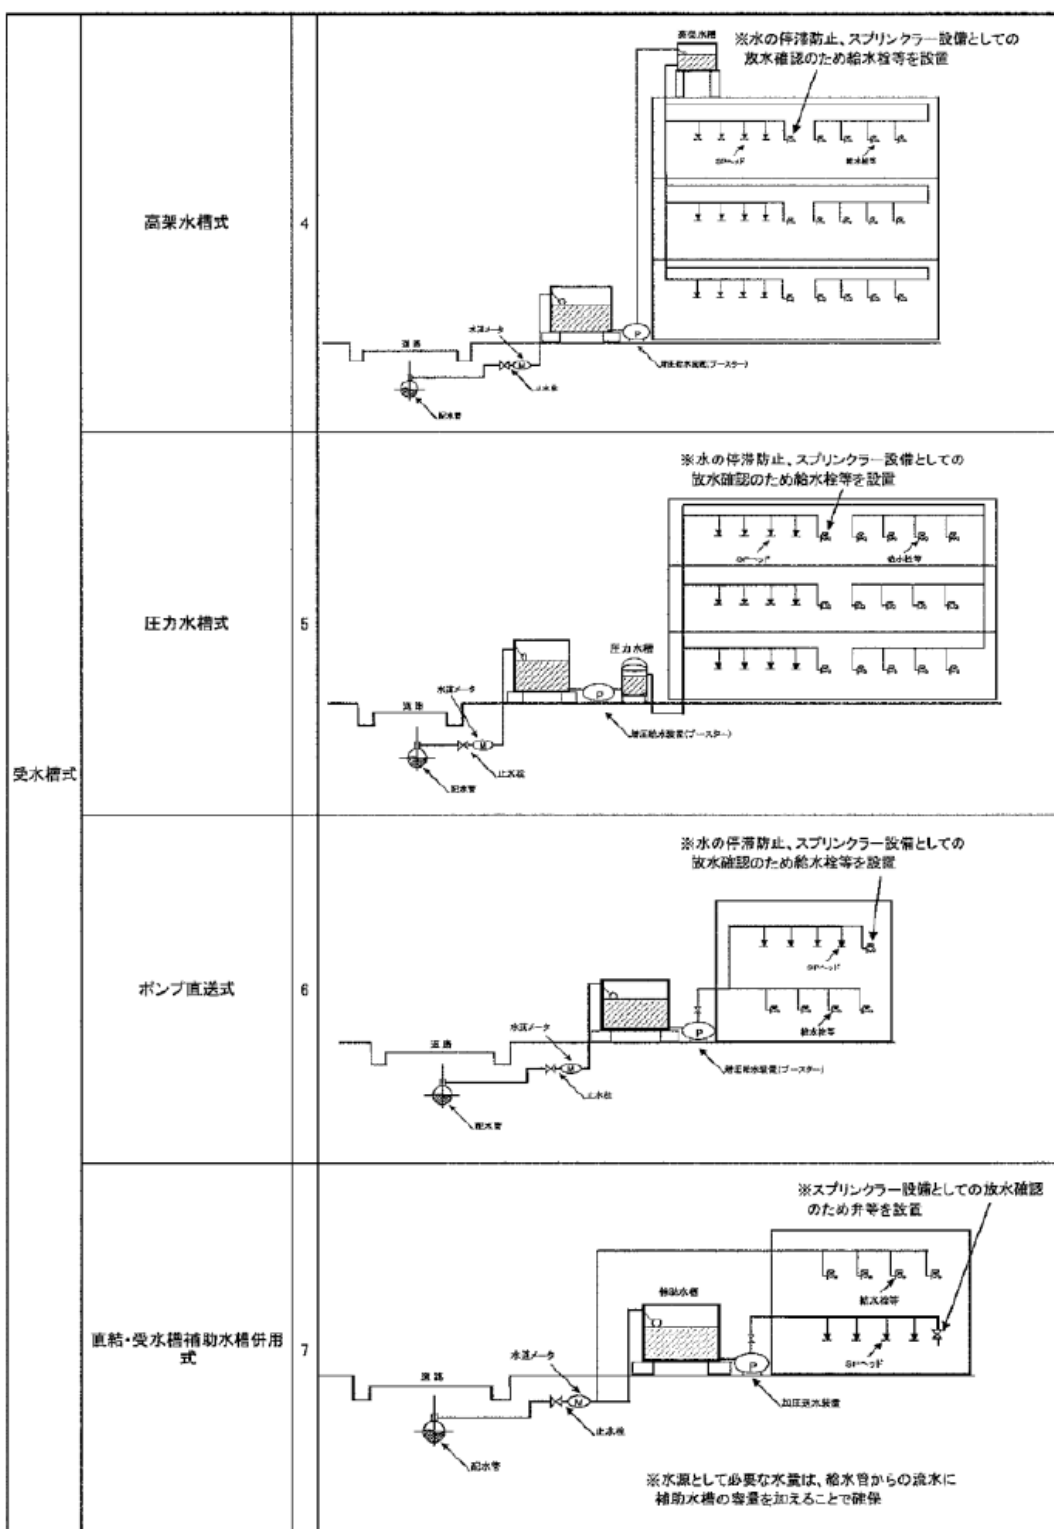 受水槽式
高架水槽式
4
※水の停滞防止、スプリンクラー設備としての
放水確認のため給水栓等を設置
高架水槽
SPヘッド
給水栓等
水道メータ
道路
止水栓
配水管
増圧給水装置(ブースター)
圧力水槽式
5
※水の停滞防止、スプリンクラー設備としての
放水確認のため給水栓等を設置
SPヘッド
給水栓等
圧力水槽
水道メータ
道路
増圧給水装置(ブースター)
止水栓
配水管
ポンプ直送式
6
※水の停滞防止、スプリンクラー設備としての
放水確認のため給水栓等を設置
SPヘッド
給水栓等
水道メータ
道路
増圧給水装置(ブースター)
止水栓
配水管
直結・受水槽補助水槽併用
式
7
※スプリンクラー設備としての放水確認
のため弁等を設置
補助水槽
給水栓等
SPヘッド
水道メータ
道路
加圧送水装置
止水栓
配水管
※水源として必要な水量は、給水管からの流水に
補助水槽の容量を加えることで確保